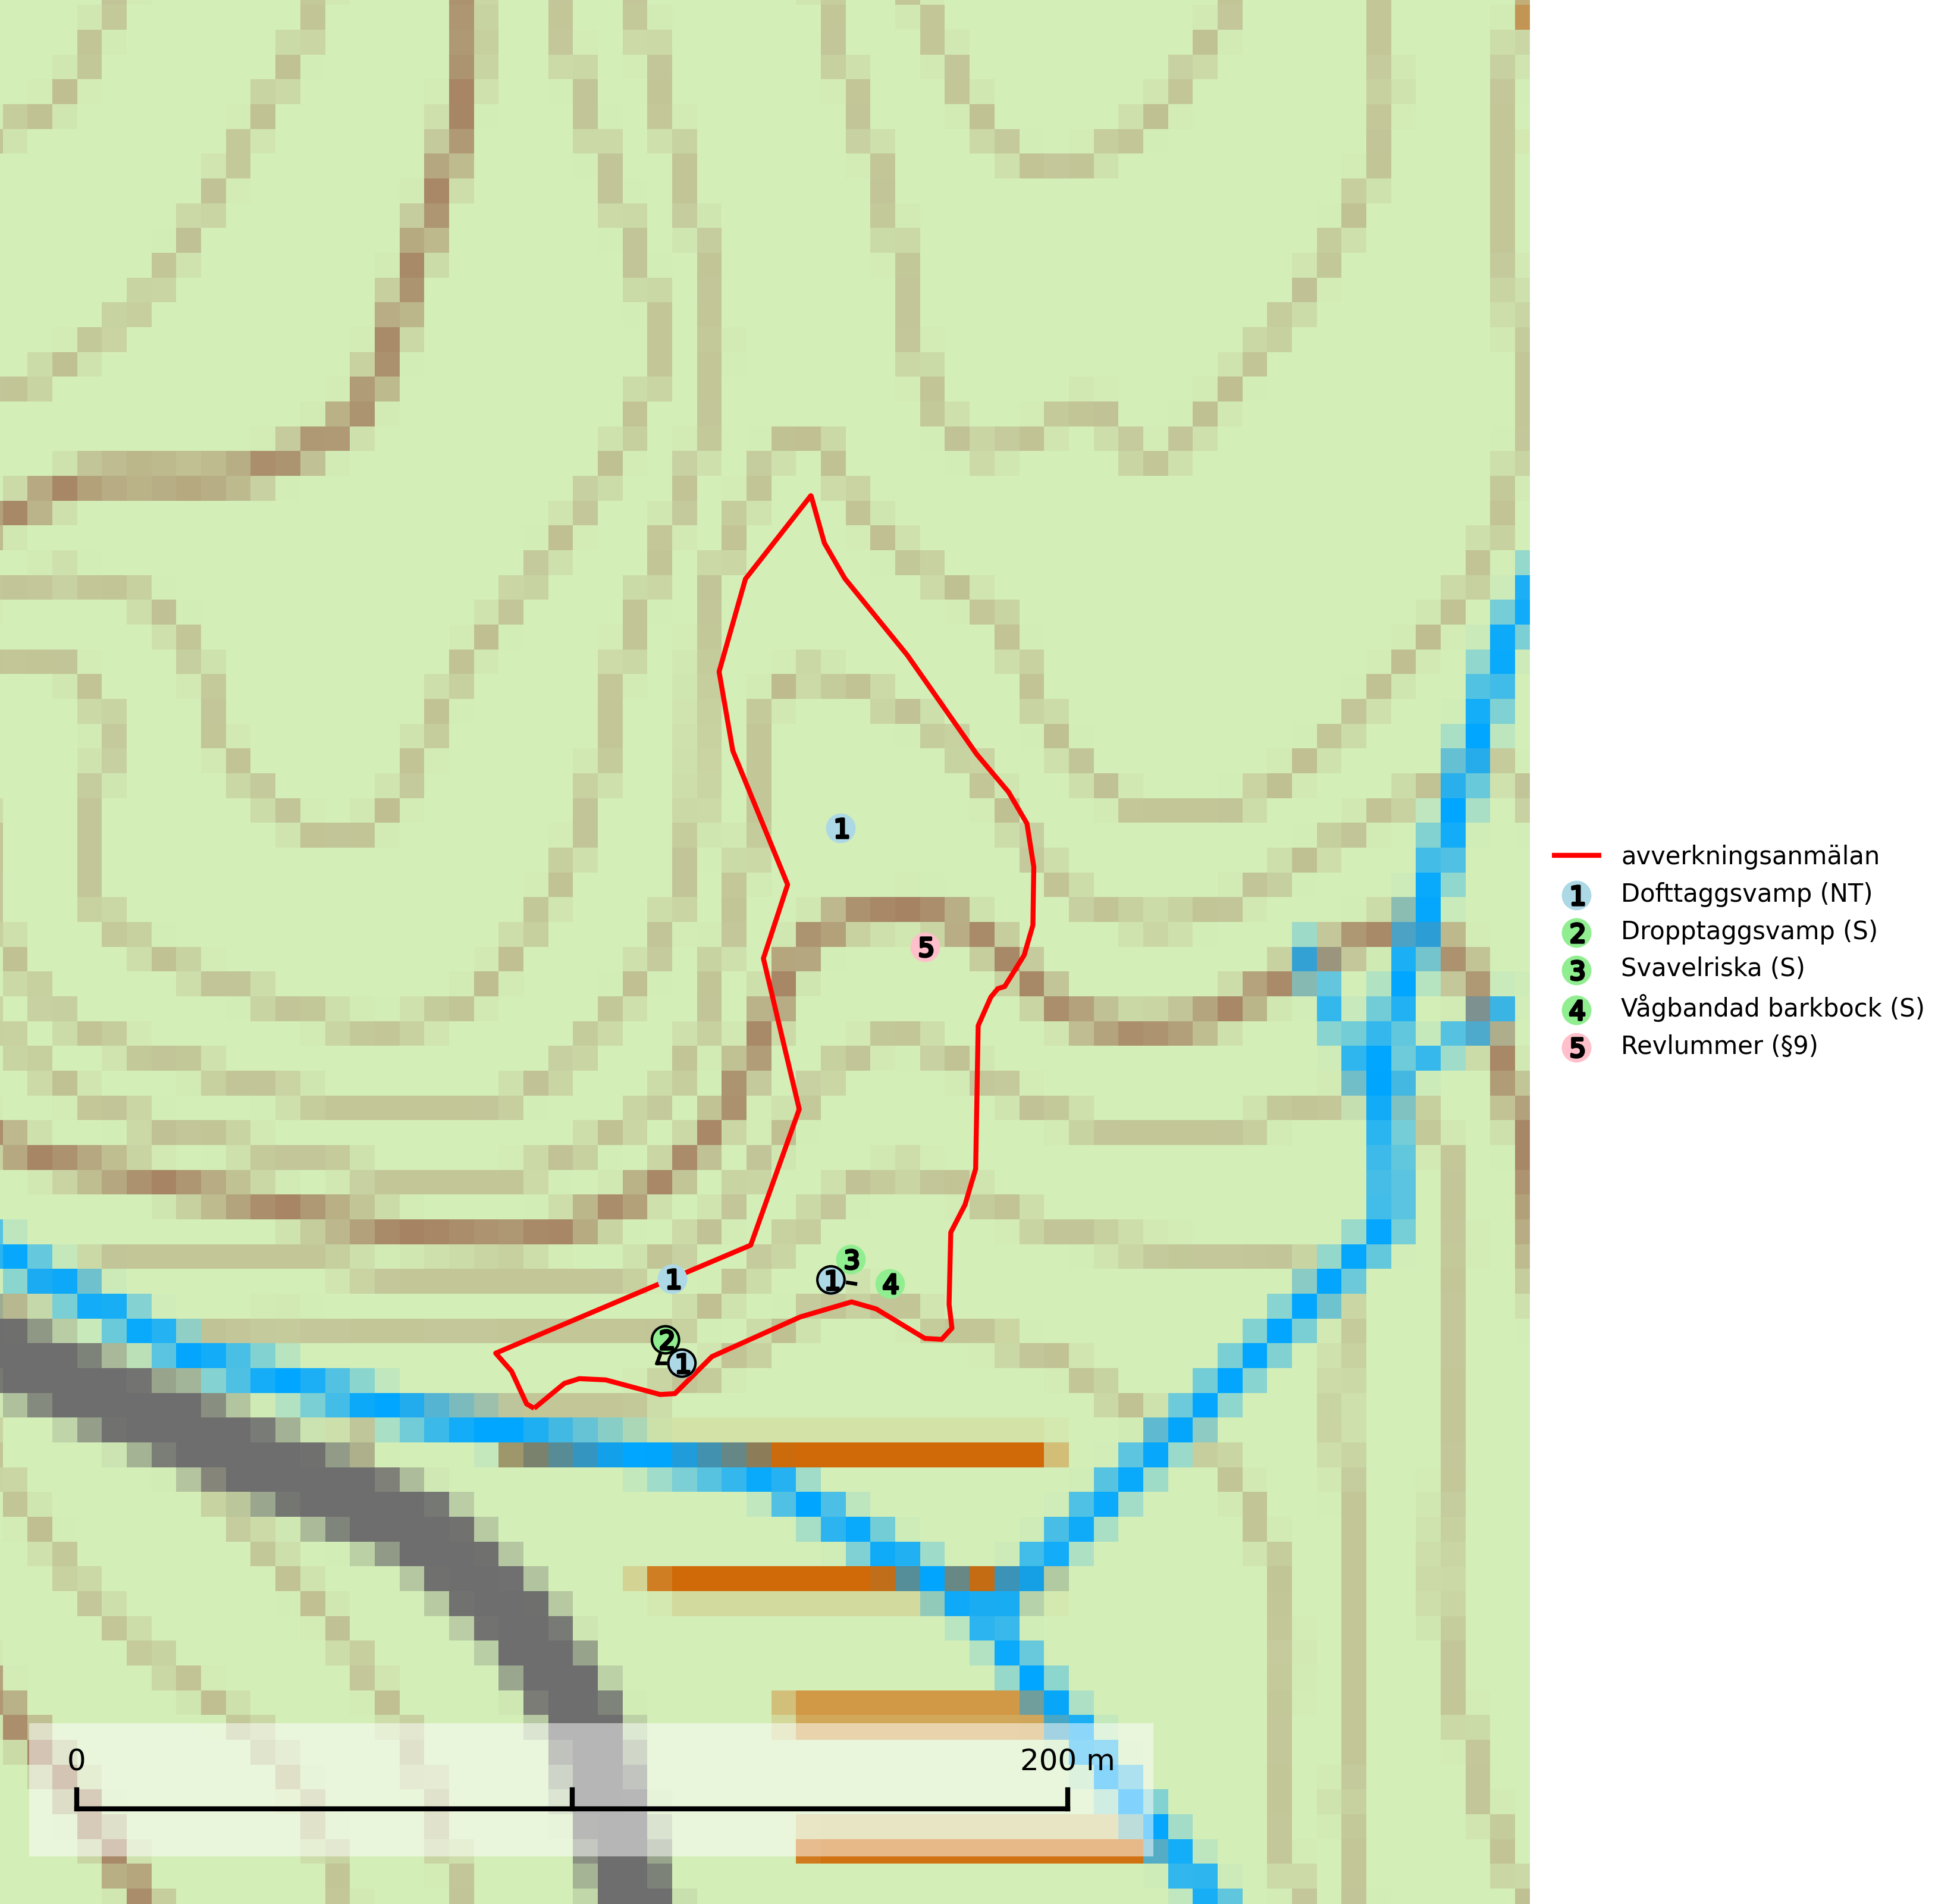 1
5
3
1
4
1
2
1
0
200 m
avverkningsanmälan
1 Dofttaggsvamp (NT)
2 Dropptaggsvamp (S)
3 Svavelriska (S)
4 Vågbandad barkbock (S)
5 Revlummer (§9)